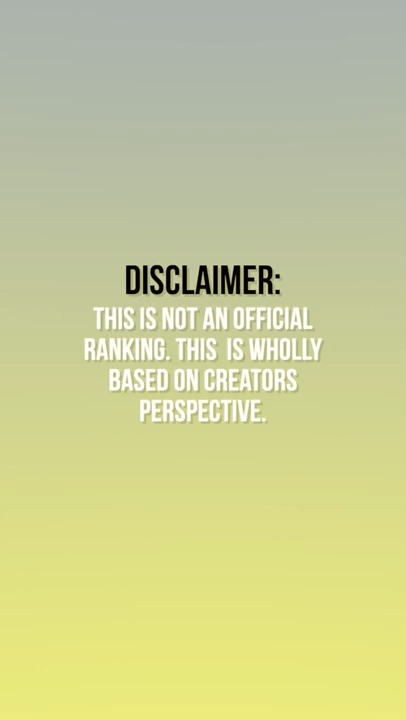 DISCLAIMER:
THIS IS NOT AN OFFICIAL
RANKING. THIS IS WHOLLY
BASED ON CREATORS
PERSPECTIVE.